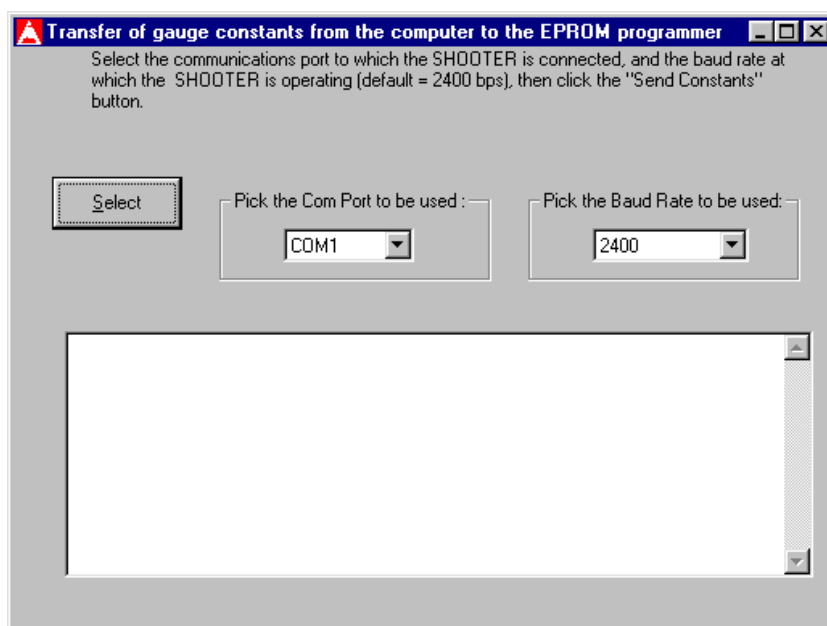 Transfer of gauge constants from the computer to the EPROM programmer
Select the communications port to which the SHOOTER is connected, and the baud rate at
which the  SHOOTER is operating (default = 2400 bps), then click the "Send Constants"
button.
Select
Pick the Com Port to be used :
Pick the Baud Rate to be used:
COM1
2400